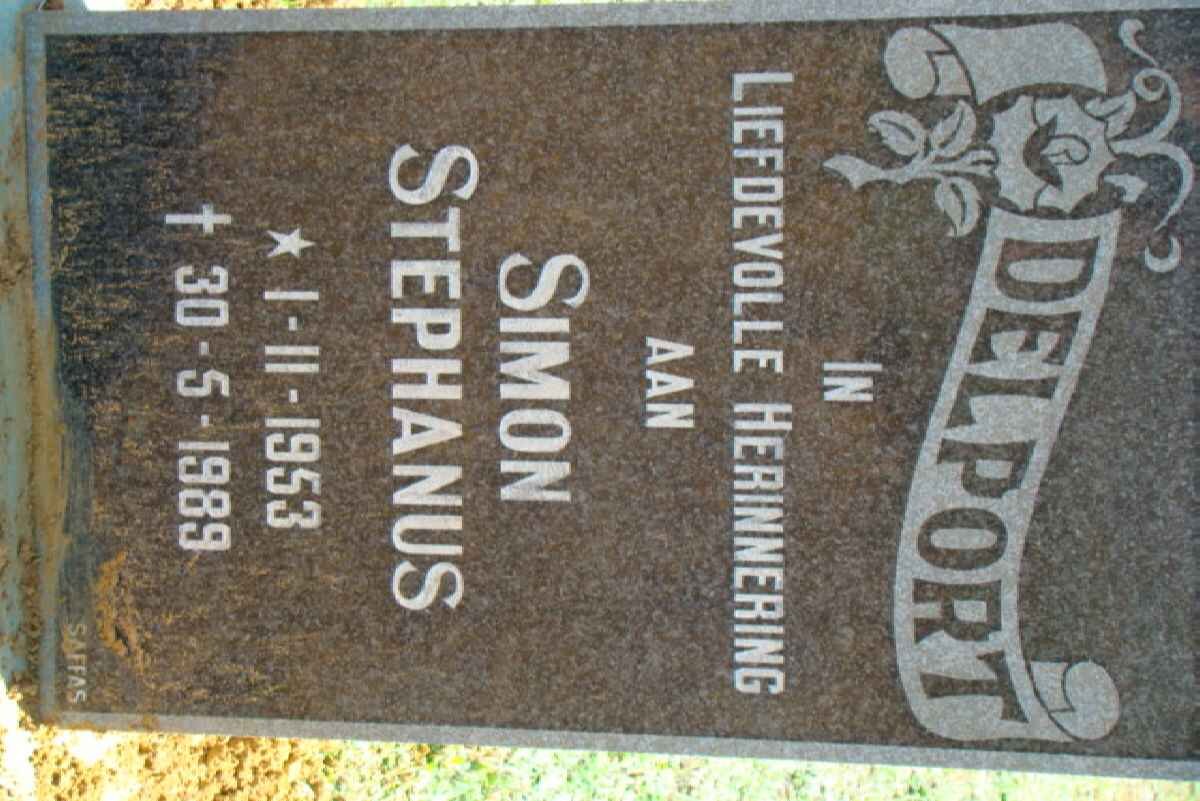 DELPORT
IN
LIEFDEVOLLE HERINNERING
AAN
SIMON
STEPHANUS
★ 1-11-1953
✝ 30-5-1989
SAFFAS